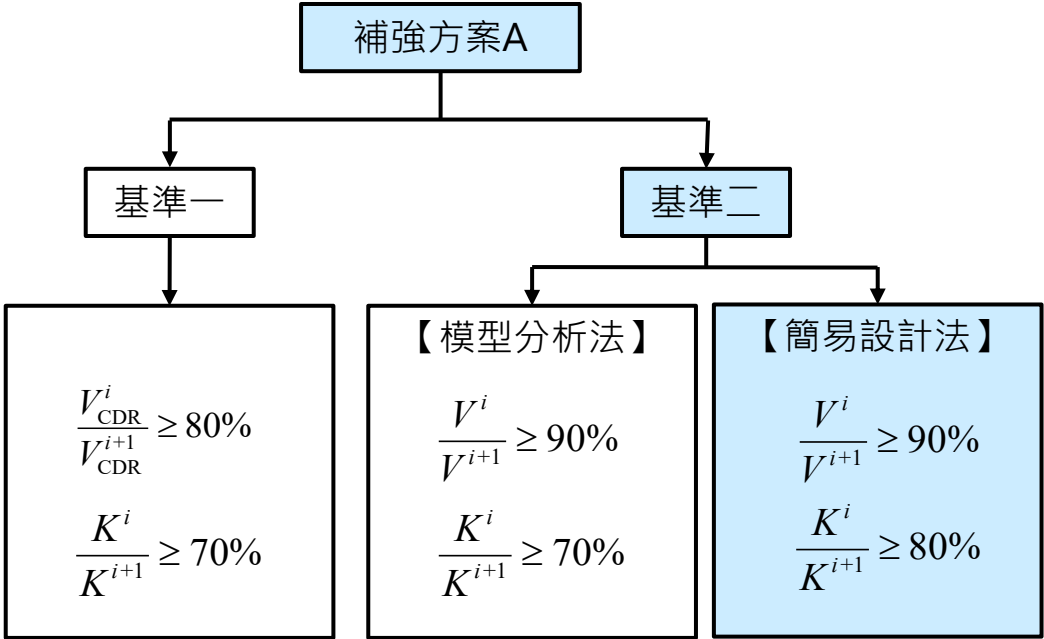 補強方案A
基準一
基準二
V^i_CDR / V^{i+1}_CDR ≥ 80%
K^i / K^{i+1} ≥ 70%
【模型分析法】
V^i / V^{i+1} ≥ 90%
K^i / K^{i+1} ≥ 70%
【簡易設計法】
V^i / V^{i+1} ≥ 90%
K^i / K^{i+1} ≥ 80%